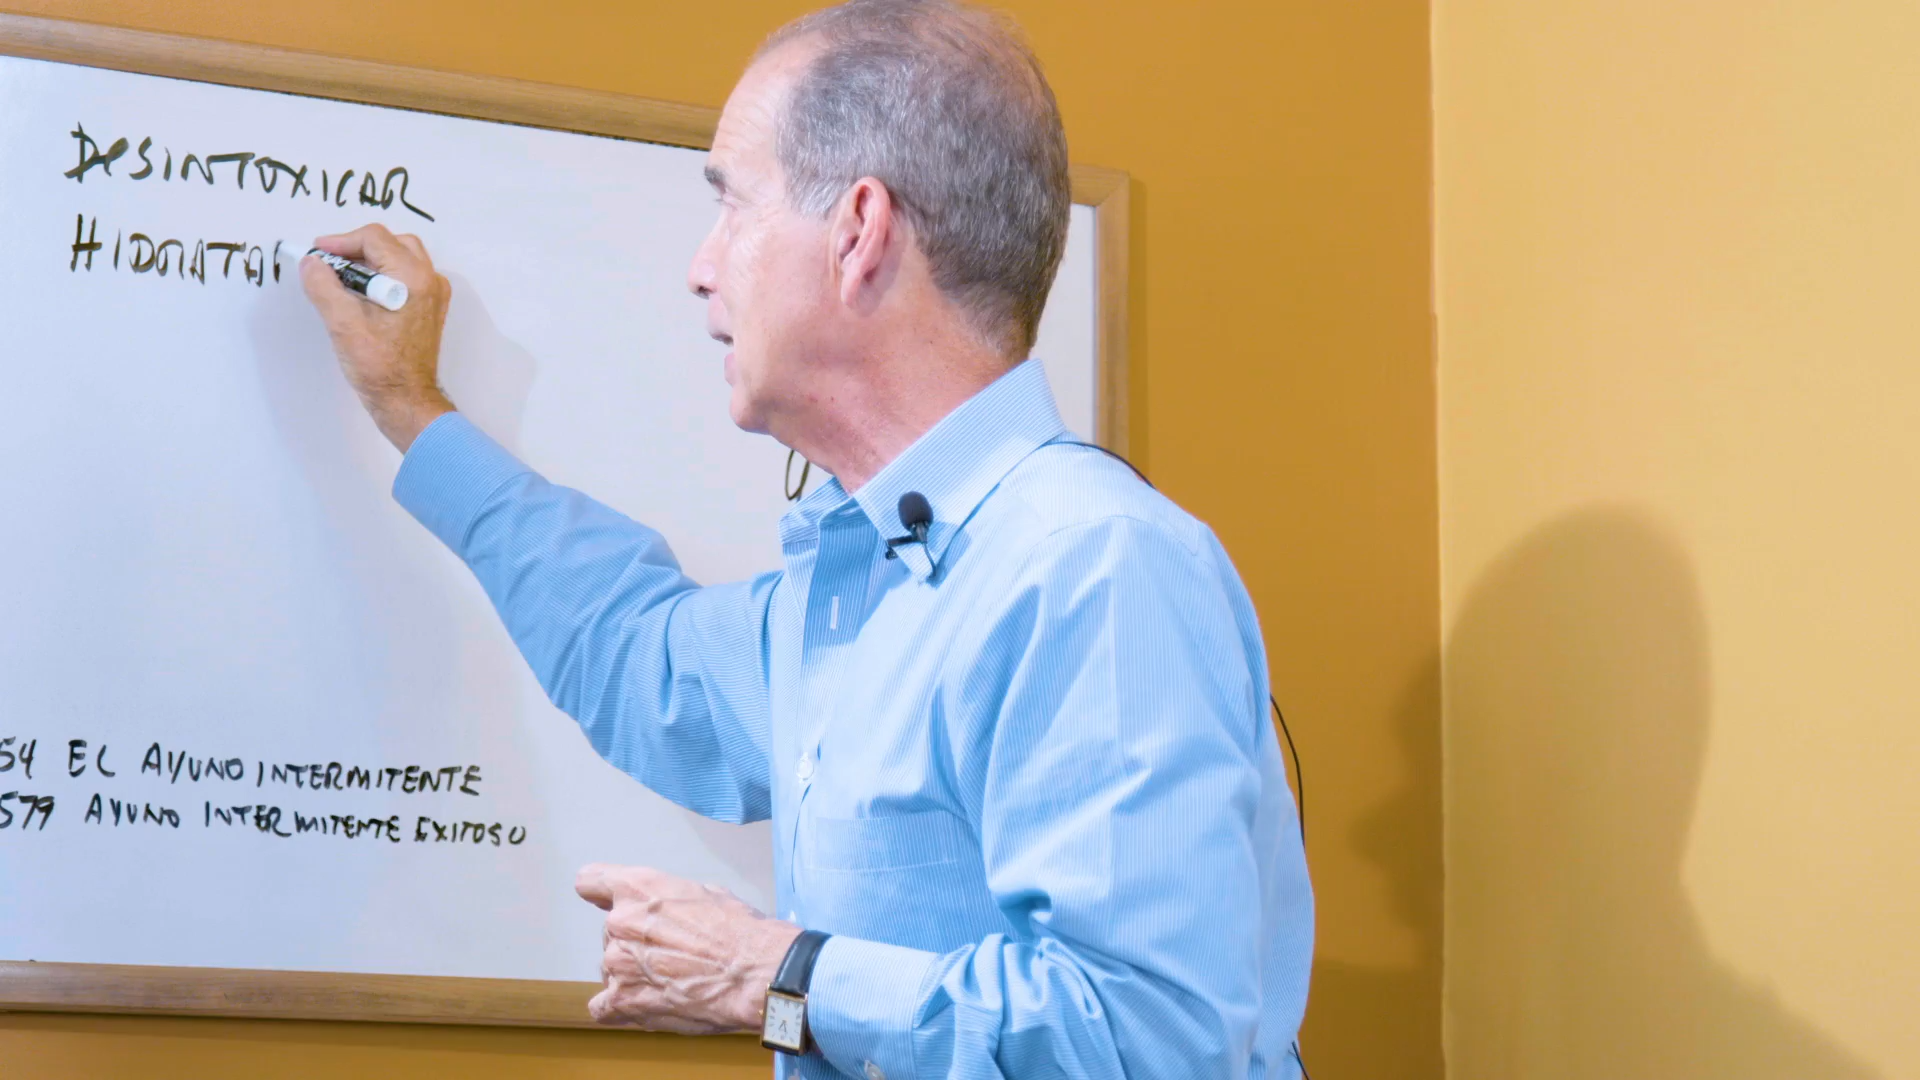 DESINTOXICAR
HIDRATAR
54 EL AYUNO INTERMITENTE
579 AYUNO INTERMITENTE EXITOSO